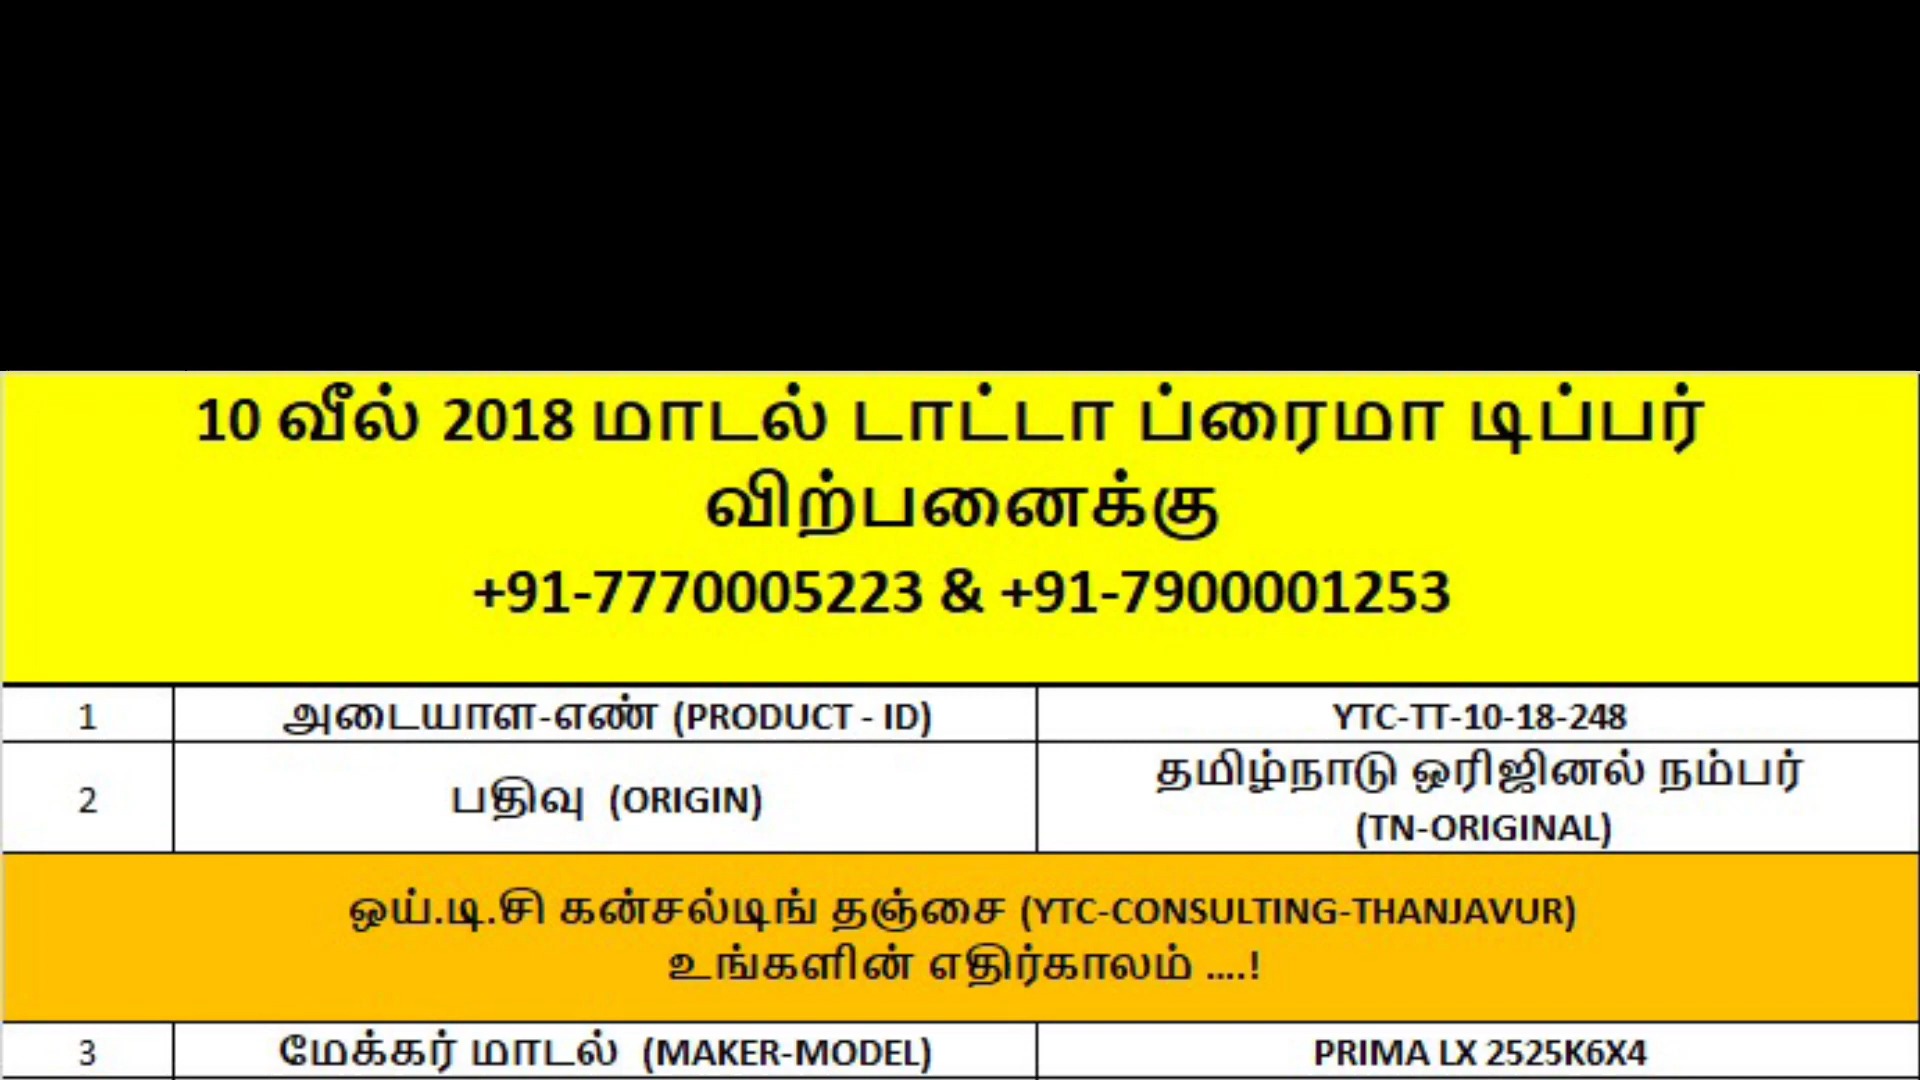 10 வீல் 2018 மாடல் டாட்டா ப்ரைமா டிப்பர்
விற்பனைக்கு
+91-7770005223 & +91-7900001253
1 அடையாள-எண் (PRODUCT - ID) YTC-TT-10-18-248
2 பதிவு (ORIGIN) தமிழ்நாடு ஒரிஜினல் நம்பர்
(TN-ORIGINAL)
ஒய்.டி.சி கன்சல்டிங் தஞ்சை (YTC-CONSULTING-THANJAVUR)
உங்களின் எதிர்காலம் ....!
3 மேக்கர் மாடல் (MAKER-MODEL) PRIMA LX 2525K6X4